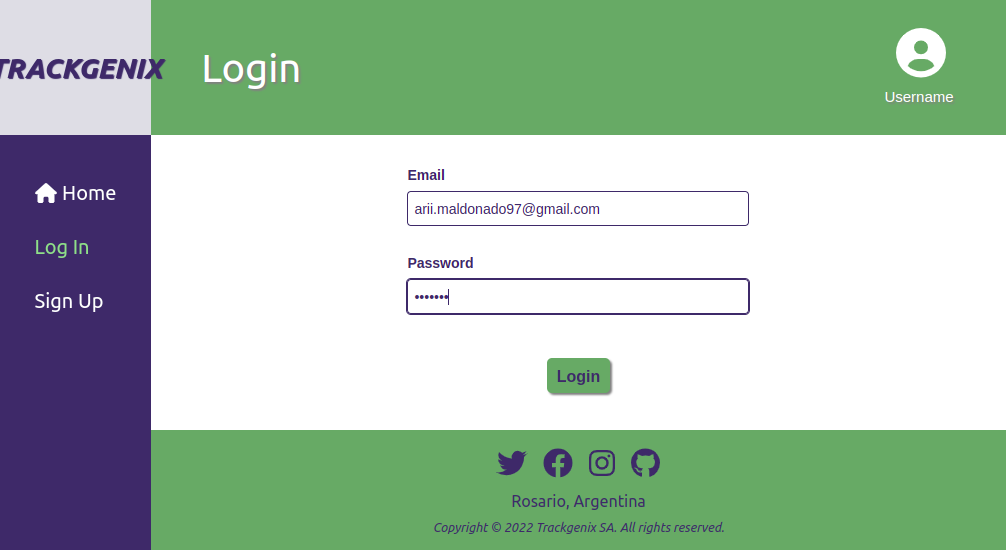 TRACKGENIX
Login
Username
Home
Log In
Sign Up
Email
arii.maldonado97@gmail.com
Password
•••••••
Login
Rosario, Argentina
Copyright © 2022 Trackgenix SA. All rights reserved.